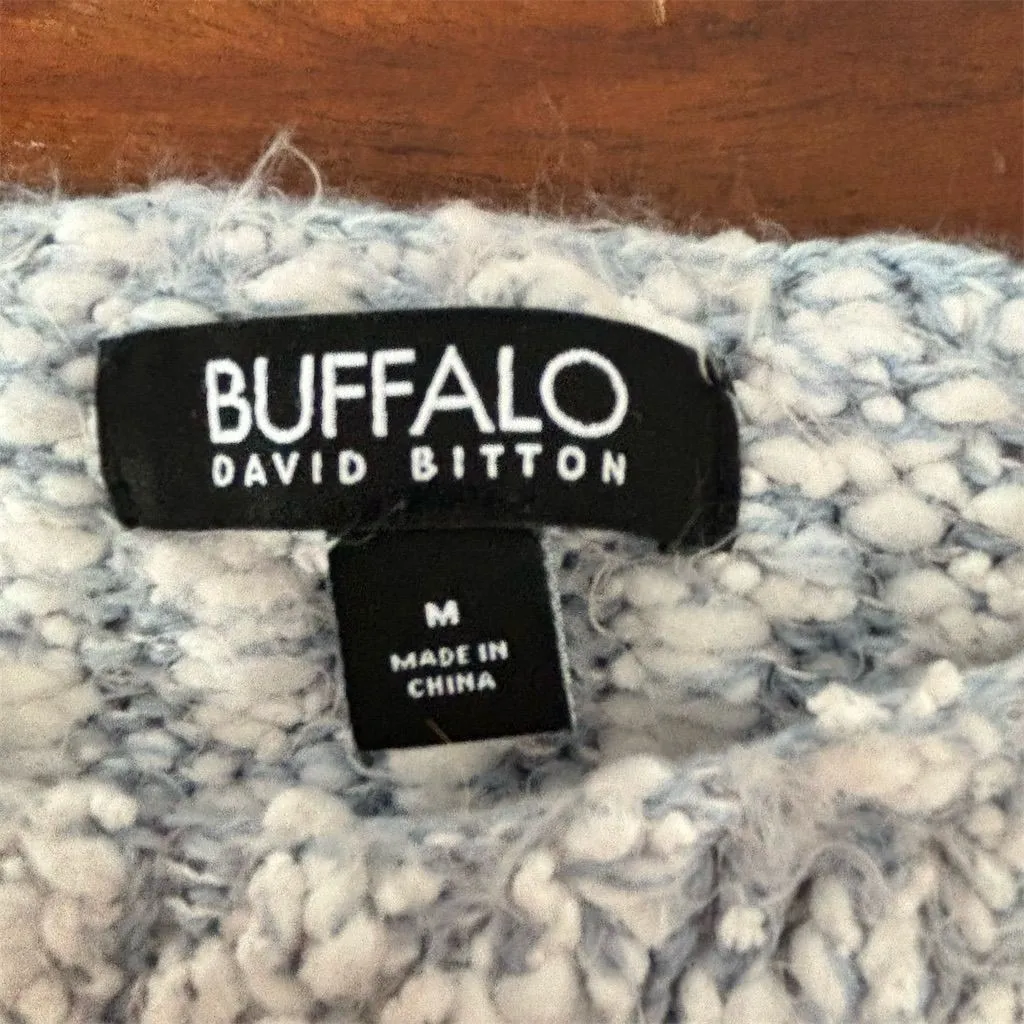 BUFFALO
DAVID BITTON
M
MADE IN
CHINA